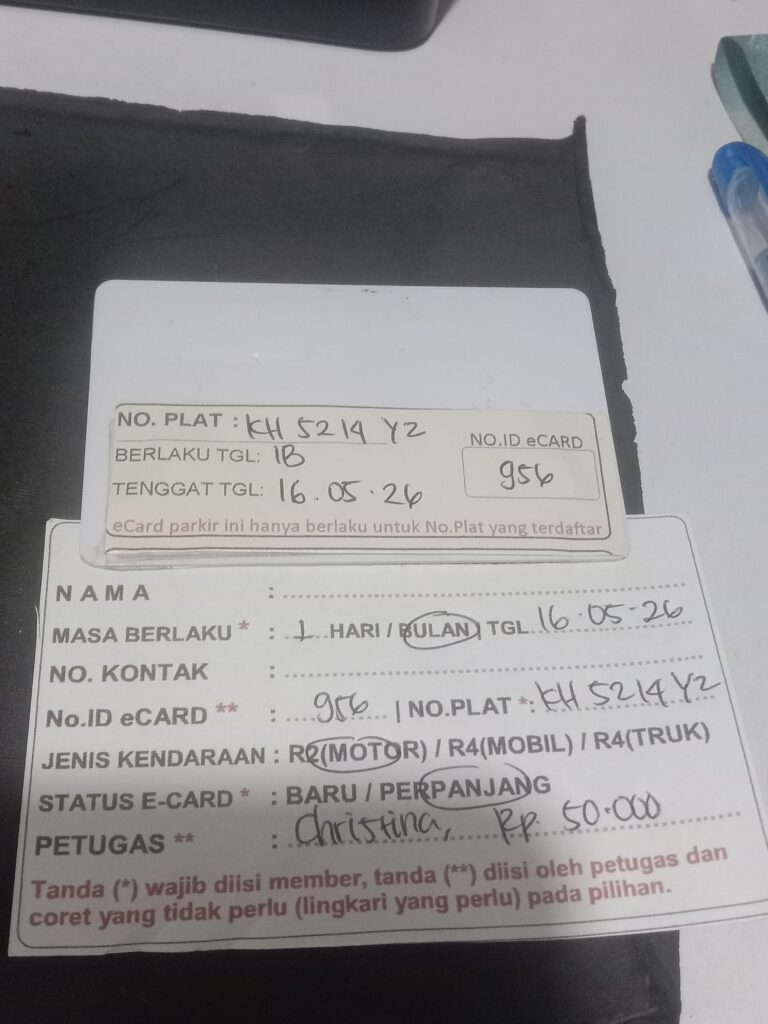 NO. PLAT : KH 5214 YZ
BERLAKU TGL: 1B
NO.ID eCARD
956
TENGGAT TGL: 16.05.26
eCard parkir ini hanya berlaku untuk No.Plat yang terdaftar
NAMA :
MASA BERLAKU * : 1 HARI / BULAN | TGL 16.05-26
NO. KONTAK :
No.ID eCARD ** : 956 | NO.PLAT *: KH 5214 YZ
JENIS KENDARAAN : R2(MOTOR) / R4(MOBIL) / R4(TRUK)
STATUS E-CARD * : BARU / PERPANJANG
PETUGAS ** : Christina, Rp. 50.000
Tanda (*) wajib diisi member, tanda (**) diisi oleh petugas dan
coret yang tidak perlu (lingkari yang perlu) pada pilihan.